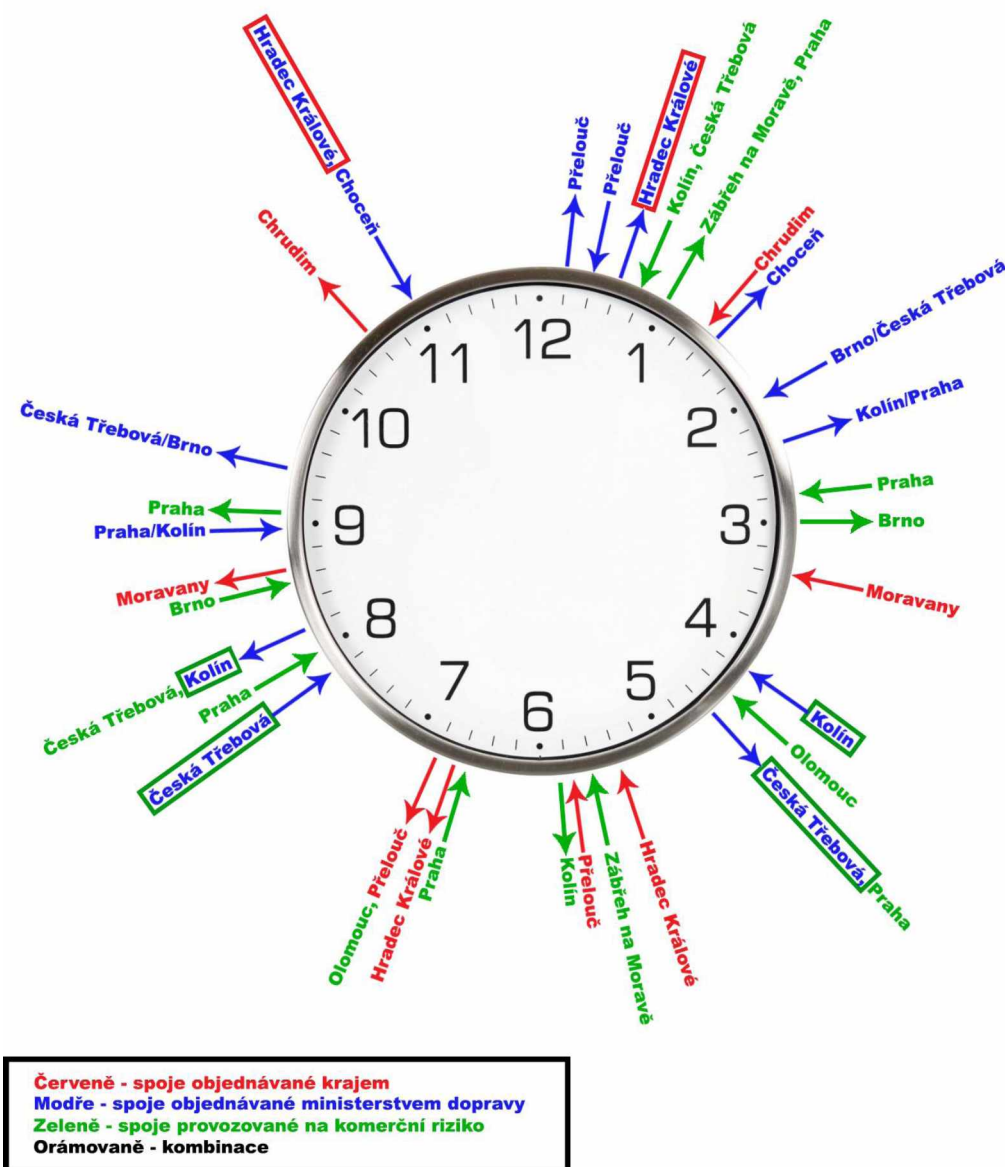 Hradec Králové, Choceň
Chrudim
Přelouč
Přelouč
Hradec Králové
Kolín, Česká Třebová
Zábřeh na Moravě, Praha
Chrudim
Choceň
Brno/Česká Třebová
Kolín/Praha
Praha
Brno
Moravany
Kolín
Olomouc
Česká Třebová, Praha
Hradec Králové
Zábřeh na Moravě
Přelouč
Kolín
Praha
Hradec Králové
Olomouc, Přelouč
Česká Třebová
Praha
Česká Třebová, Kolín
Brno
Moravany
Praha/Kolín
Praha
Česká Třebová/Brno
12
1
2
3
4
5
6
7
8
9
10
11
Červeně - spoje objednávané krajem
Modře - spoje objednávané ministerstvem dopravy
Zeleně - spoje provozované na komerční riziko
Orámovaně - kombinace